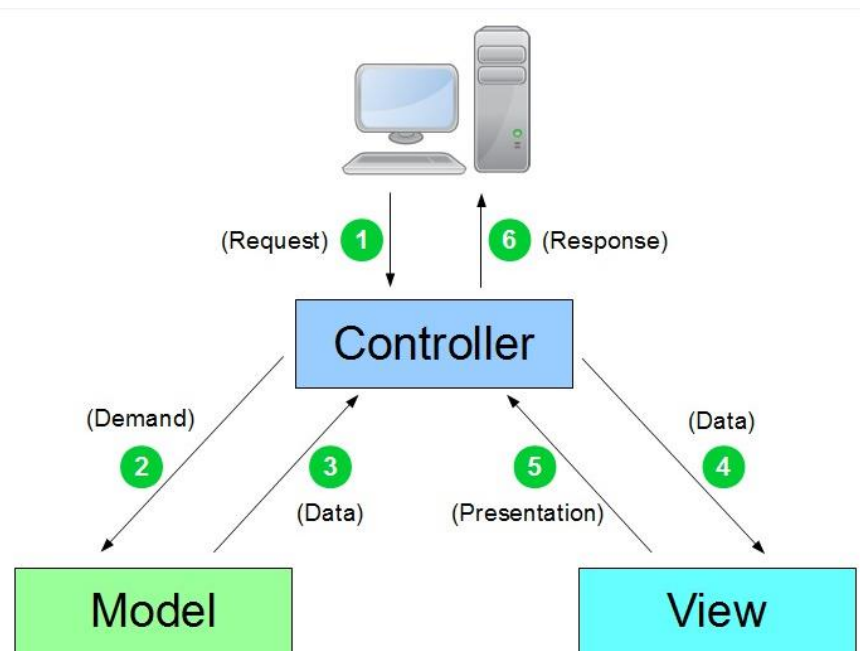 (Request) 1
6 (Response)
Controller
(Demand)
2
3
(Data)
(Data)
4
5
(Presentation)
Model
View